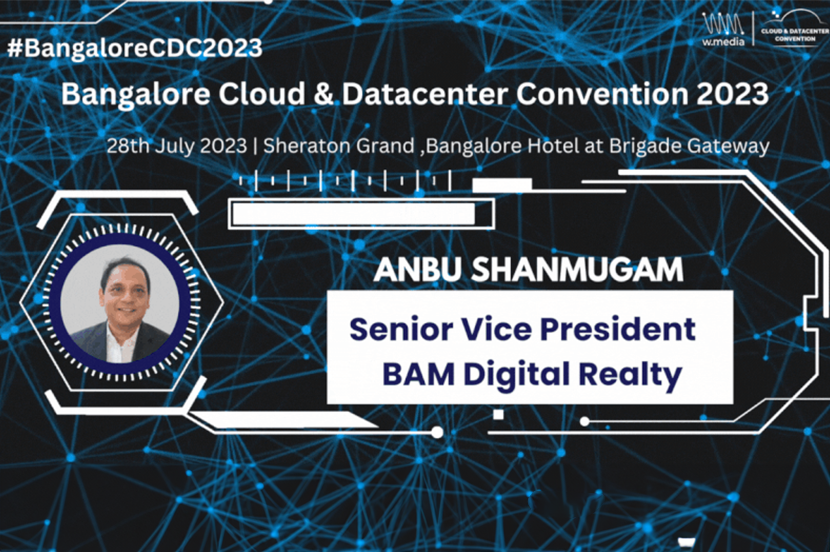 #BangaloreCDC2023
w.media
CLOUD & DATACENTER
CONVENTION
Bangalore Cloud & Datacenter Convention 2023
28th July 2023 | Sheraton Grand ,Bangalore Hotel at Brigade Gateway
ANBU SHANMUGAM
Senior Vice President
BAM Digital Realty